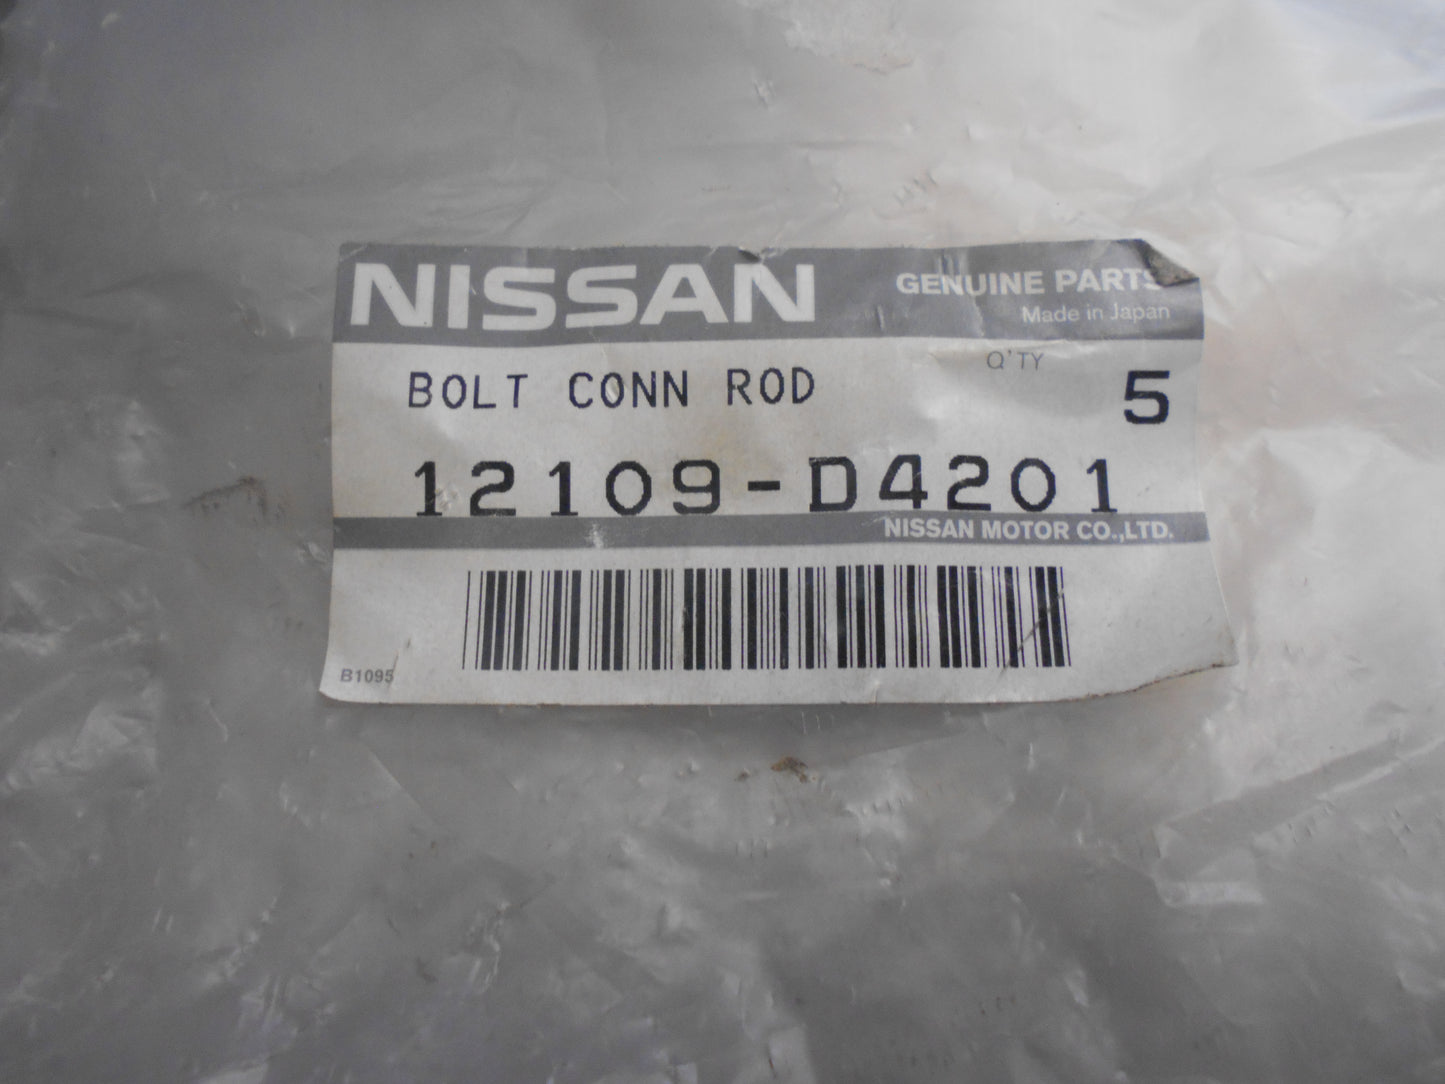 NISSAN GENUINE PARTS
Made in Japan
Q'TY
BOLT CONN ROD 5
12109-D4201
NISSAN MOTOR CO.,LTD.
B1095